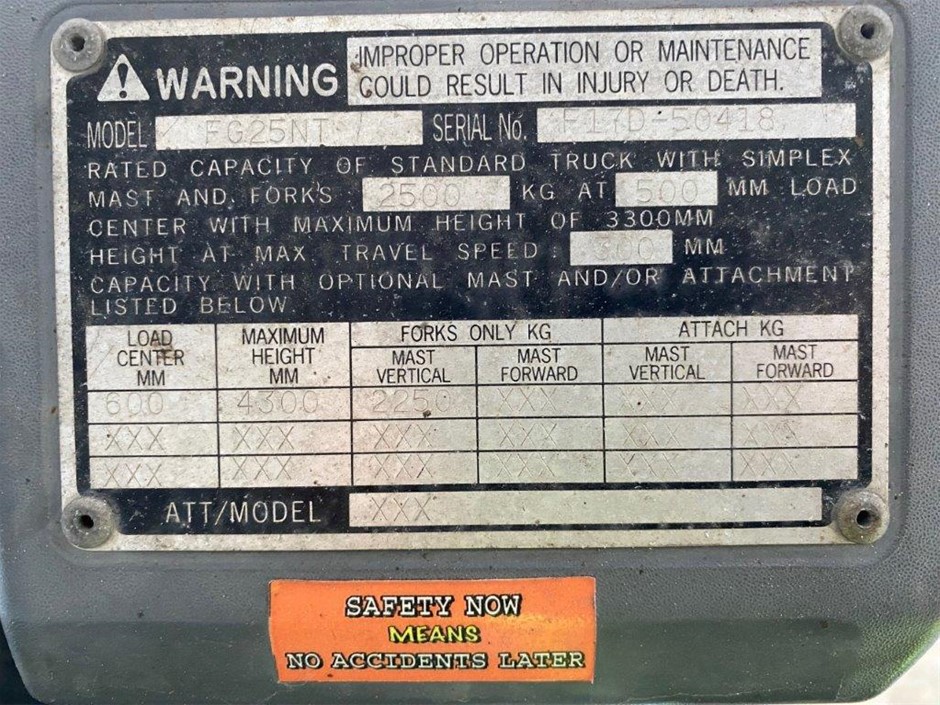 WARNING IMPROPER OPERATION OR MAINTENANCE
COULD RESULT IN INJURY OR DEATH.
MODEL FG25NT SERIAL No. F17D-50418
RATED CAPACITY OF STANDARD TRUCK WITH SIMPLEX
MAST AND FORKS 2500 KG AT 500 MM LOAD
CENTER WITH MAXIMUM HEIGHT OF 3300MM
HEIGHT AT MAX. TRAVEL SPEED: MM
CAPACITY WITH OPTIONAL MAST AND/OR ATTACHMENT
LISTED BELOW
LOAD CENTER MM MAXIMUM HEIGHT MM FORKS ONLY KG ATTACH KG
MAST VERTICAL MAST FORWARD MAST VERTICAL MAST FORWARD
600 4300 2250 XXX XXX XXX
XXX XXX XXX XXX XXX XXX
XXX XXX XXX XXX XXX XXX
ATT/MODEL XXX
SAFETY NOW
MEANS
NO ACCIDENTS LATER